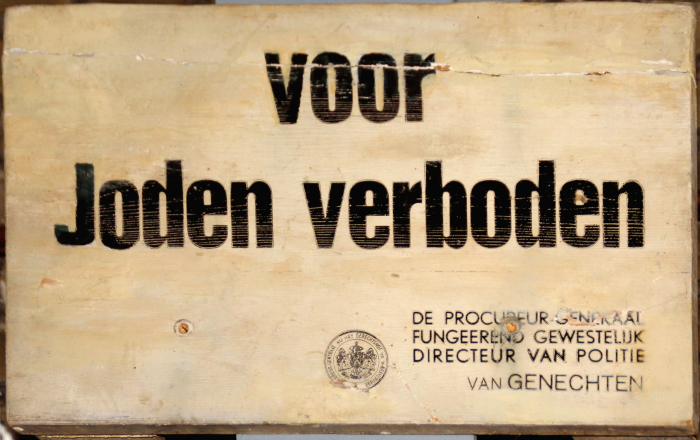 voor
Joden verboden
DE PROCUREUR-GENERAAL
FUNGEEREND GEWESTELIJK
DIRECTEUR VAN POLITIE
VAN GENECHTEN